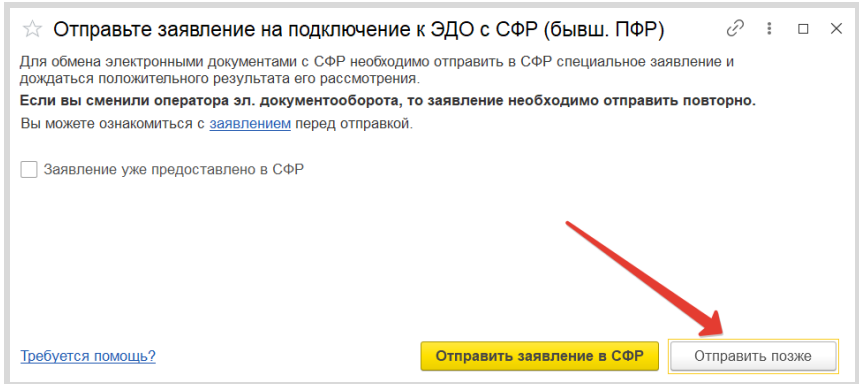 Отправьте заявление на подключение к ЭДО с СФР (бывш. ПФР)
Для обмена электронными документами с СФР необходимо отправить в СФР специальное заявление и
дождаться положительного результата его рассмотрения.
Если вы сменили оператора эл. документооборота, то заявление необходимо отправить повторно.
Вы можете ознакомиться с заявлением перед отправкой.
Заявление уже предоставлено в СФР
Требуется помощь?
Отправить заявление в СФР
Отправить позже